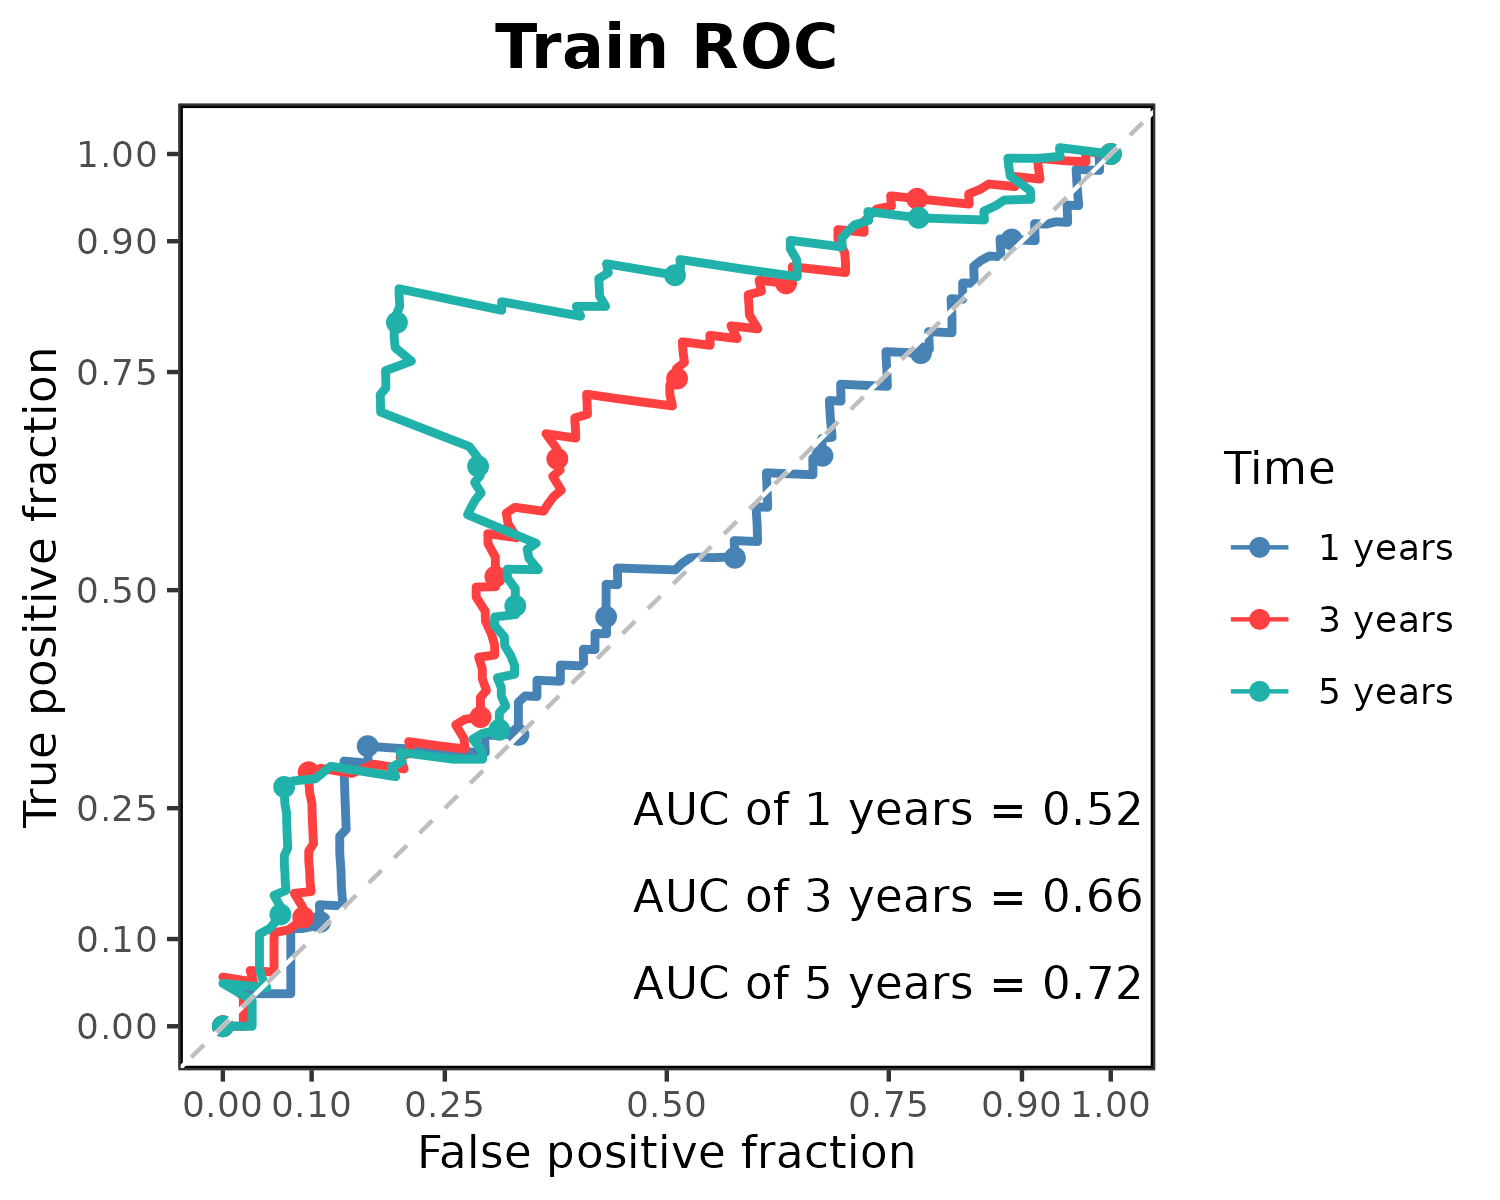 Train ROC
True positive fraction
1.00
0.90
0.75
0.50
0.25
0.10
0.00
AUC of 1 years = 0.52
AUC of 3 years = 0.66
AUC of 5 years = 0.72
0.00 0.10 0.25 0.50 0.75 0.90 1.00
False positive fraction
Time
1 years
3 years
5 years